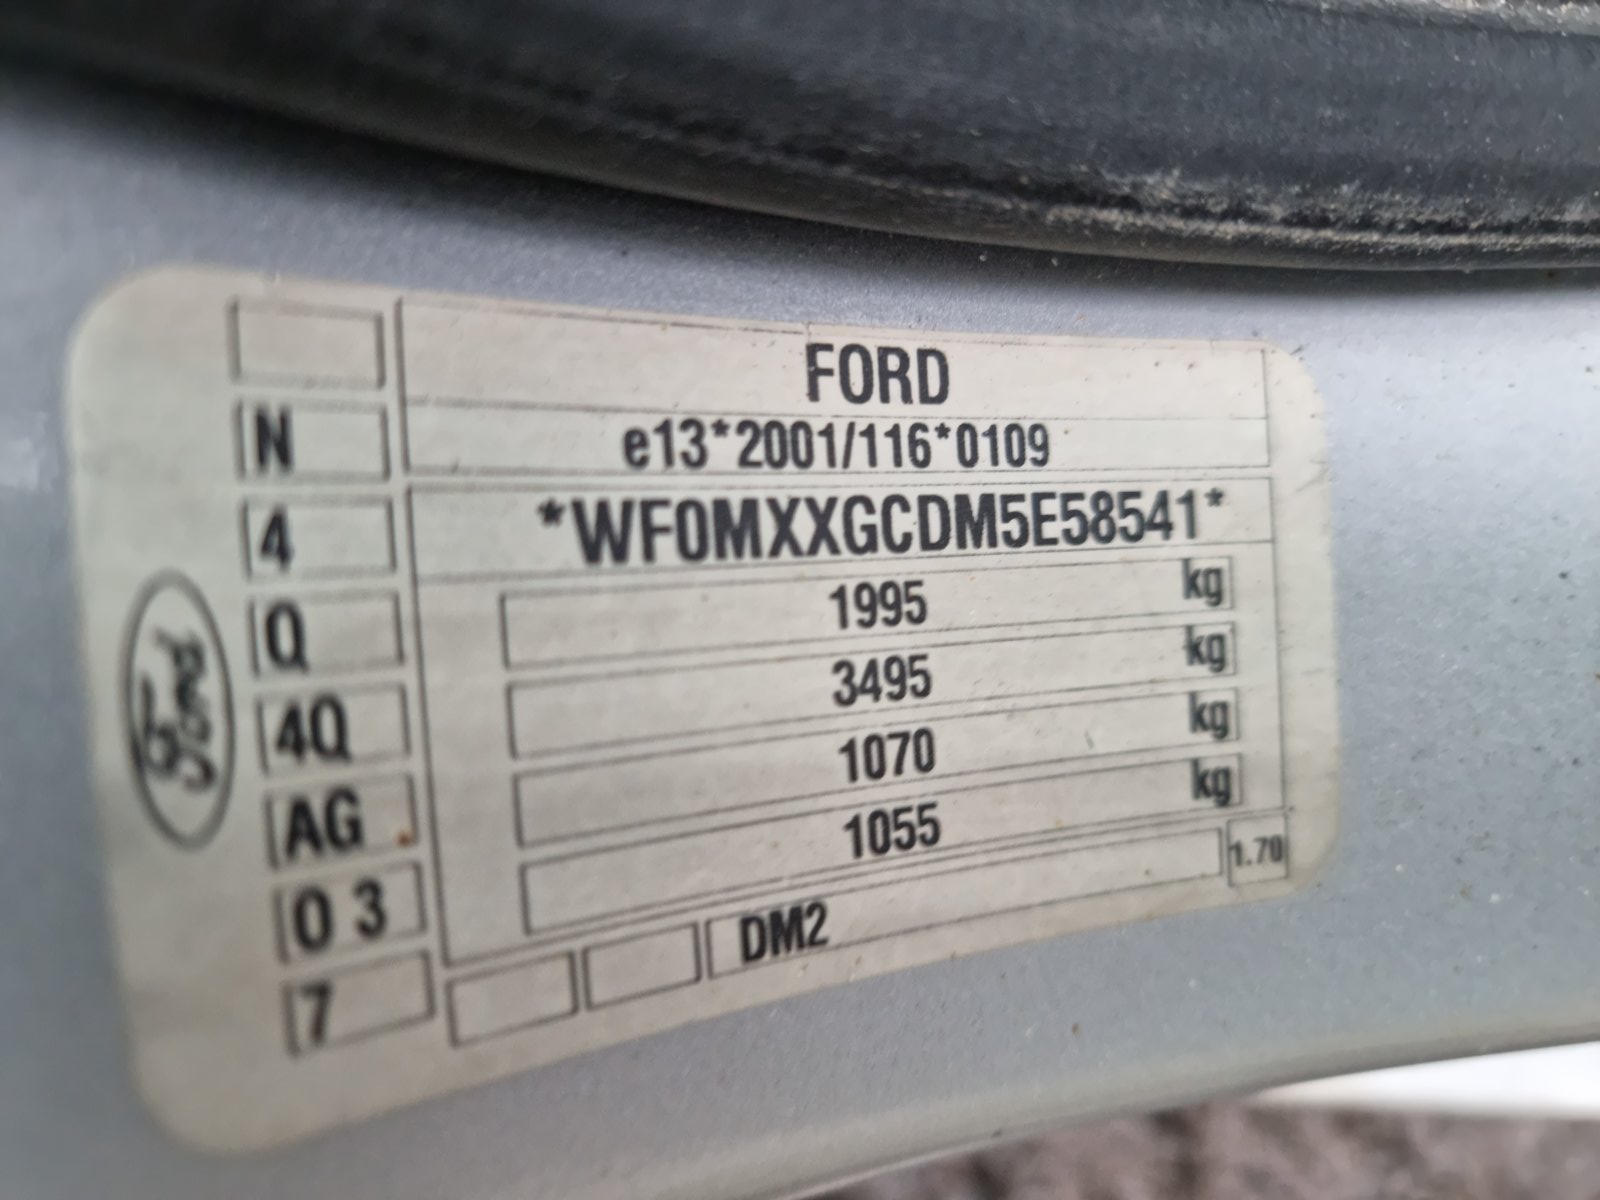 FORD
N
e13*2001/116*0109
4
*WF0MXXGCDM5E58541*
Q
1995 kg
4Q
3495 kg
AG
1070 kg
0 3
1055 kg
7
DM2
1.70
Ford